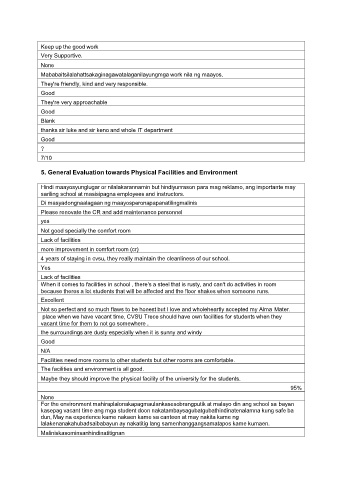 Keep up the good work
Very Supportive.
None
Mababaitsilalahattsakaginagawatalaganilayungmga work nila ng maayos,
They're friendly, kind and very responsible.
Good
They're very approachable
Good
Blank
thanks sir luke and sir keno and whole IT department
Good
?
7/10
5. General Evaluation towards Physical Facilities and Environment
Hindi maayosyunglugar or nilalakarannamin but hindiyunrason para mag reklamo, ang importante may
sariling school at masisipagna employees and instructors.
Di masyadongnaalagaan ng maayosperonapapanatilingmalinis
Please renovate the CR and add maintenance personnel
yes
Not good specially the comfort room
Lack of facilities
more improvement in comfort room (cr)
4 years of staying in cvsu, they really maintain the cleanliness of our school.
Yes
Lack of facilities
When it comes to facilities in school , there's a steel that is rusty, and can't do activities in room
because theres a lot students that will be affected and the floor shakes when someone runs.
Excellent
Not so perfect and so much flaws to be honest but I love and wholeheartly accepted my Alma Mater.
place when we have vacant time, CVSU Trece should have own facilities for students when they
vacant time for them to not go somewhere .
the surroundings are dusty especially when it is sunny and windy
Good
N/A
Facilities need more rooms to other students but other rooms are comfortable.
The facilities and environment is all good.
Maybe they should improve the physical facility of the university for the students.
95%
None
For the environment mahiraplalonakapagmaulankasesobrangputik at malayo din ang school sa bayan
kasepag vacant time ang mga student doon nakatambaysagubatgubathindinatenalamna kung safe ba
dun, May na experience kame nakaen kame sa canteen at may nakita kame ng
lalakenanakahubadsaibabayun ay nakatilig lang samenhanggangsamatapos kame kumaen.
Maliniskasominsanhindinatitignan